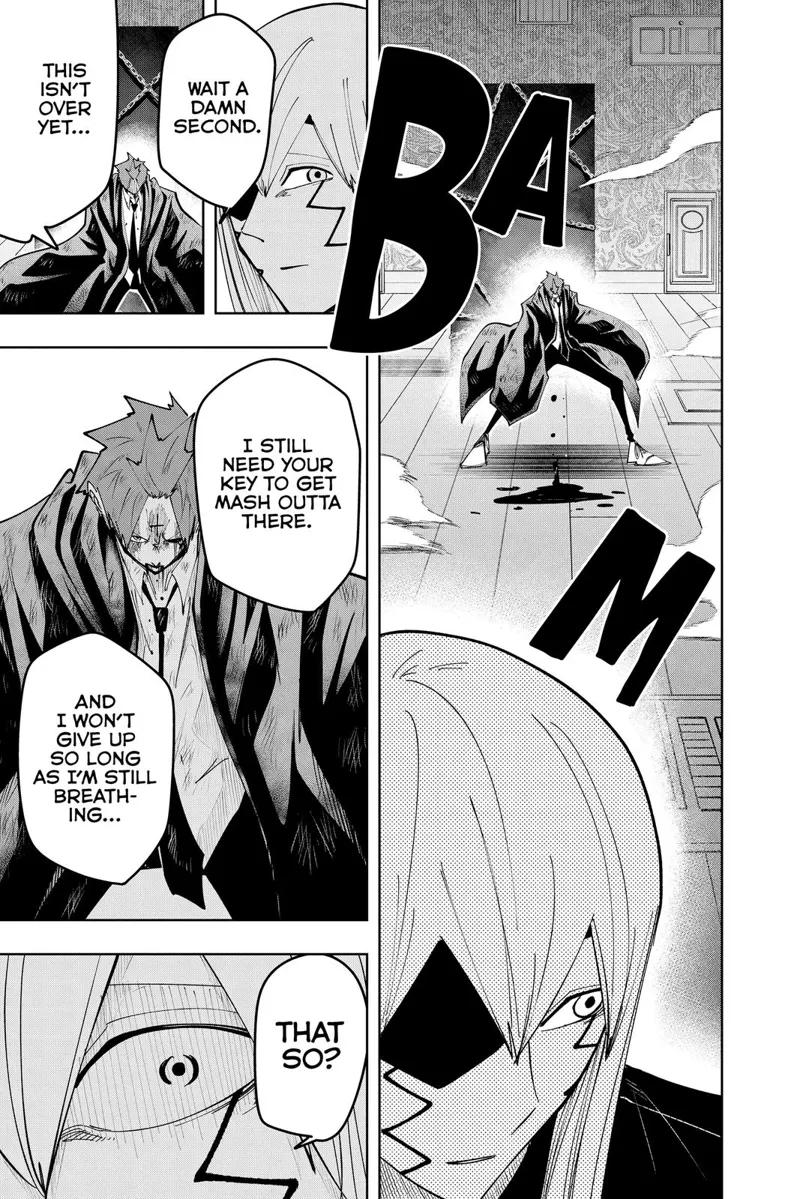 BA
M
WAIT A
DAMN
SECOND.
THIS
ISN'T
OVER
YET...
I STILL
NEED YOUR
KEY TO GET
MASH OUTTA
THERE.
AND
I WON'T
GIVE UP
SO LONG
AS I'M STILL
BREATH-
ING...
THAT
SO?